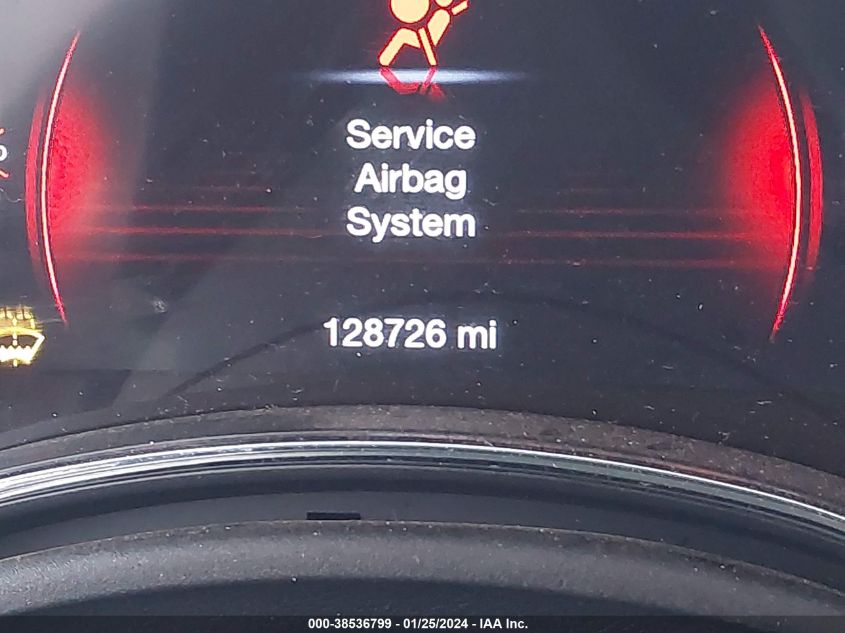 Service
Airbag
System
128726 mi
000-38536799 - 01/25/2024 - IAA Inc.